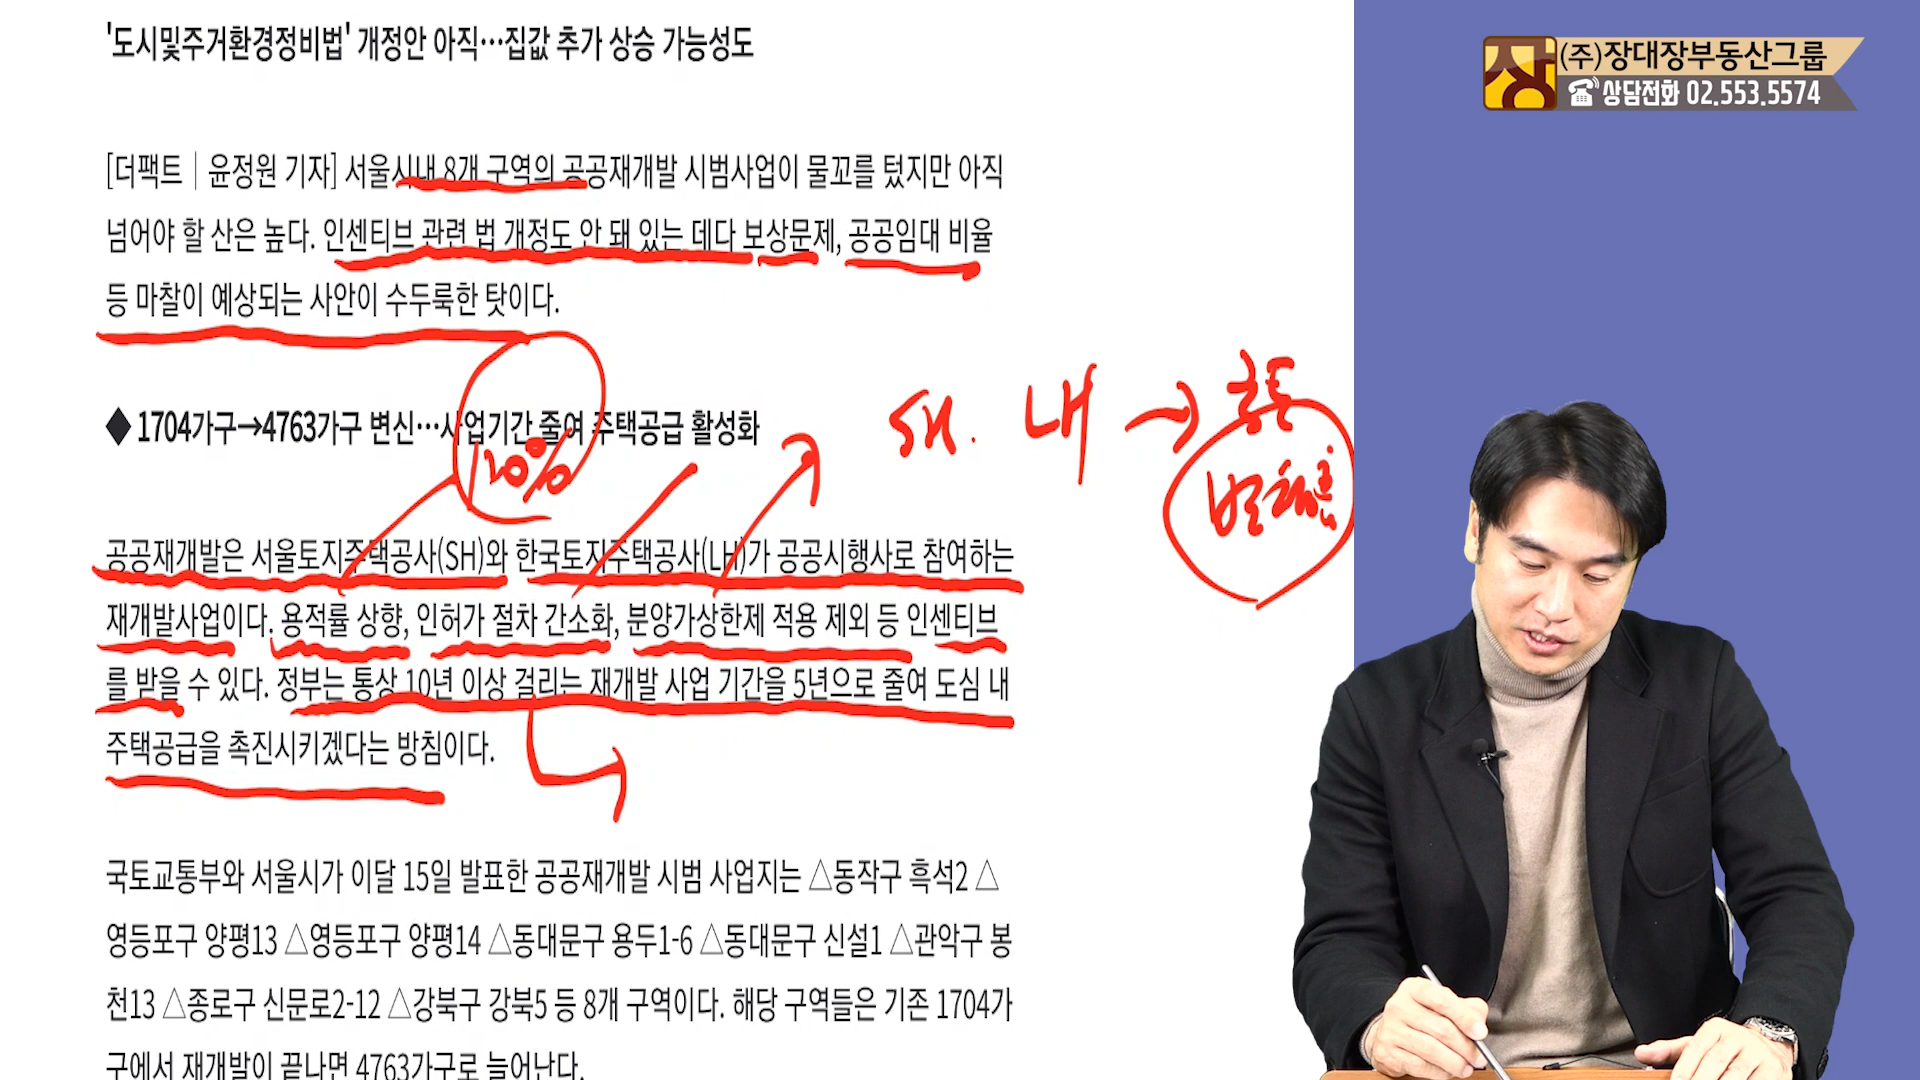 '도시및주거환경정비법' 개정안 아직…집값 추가 상승 가능성도
(주)장대장부동산그룹
상담전화 02.553.5574
장
[더팩트│윤정원 기자] 서울시내 8개 구역의 공공재개발 시범사업이 물꼬를 텄지만 아직
넘어야 할 산은 높다. 인센티브 관련 법 개정도 안 돼 있는 데다 보상문제, 공공임대 비율
등 마찰이 예상되는 사안이 수두룩한 탓이다.
◆ 1704가구→4763가구 변신…사업기간 줄여 주택공급 활성화
120%
내 → 공동
공공재개발은 서울토지주택공사(SH)와 한국토지주택공사(LH)가 공공시행사로 참여하는
재개발사업이다. 용적률 상향, 인허가 절차 간소화, 분양가상한제 적용 제외 등 인센티브
를 받을 수 있다. 정부는 통상 10년 이상 걸리는 재개발 사업 기간을 5년으로 줄여 도심 내
주택공급을 촉진시키겠다는 방침이다.
국토교통부와 서울시가 이달 15일 발표한 공공재개발 시범 사업지는 △동작구 흑석2 △
영등포구 양평13 △영등포구 양평14 △동대문구 용두1-6 △동대문구 신설1 △관악구 봉
천13 △종로구 신문로2-12 △강북구 강북5 등 8개 구역이다. 해당 구역들은 기존 1704가
구에서 재개발이 끝나면 4763가구로 늘어난다.